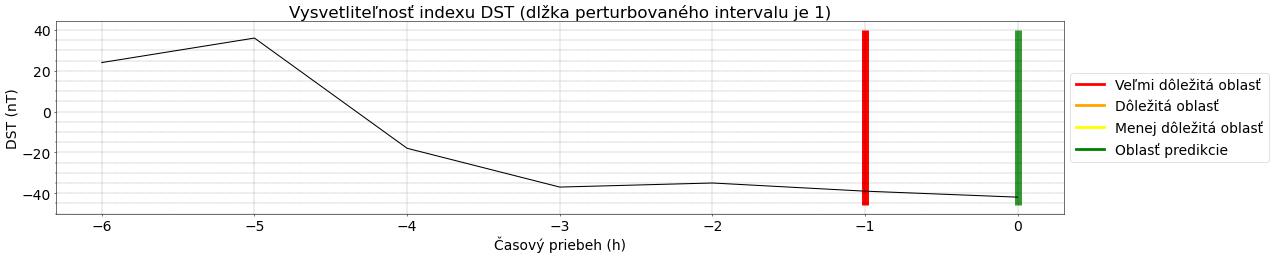 Vysvetliteľnosť indexu DST (dĺžka perturbovaného intervalu je 1)
DST (nT)
40
20
0
−20
−40
−6 −5 −4 −3 −2 −1 0
Časový priebeh (h)
Veľmi dôležitá oblasť
Dôležitá oblasť
Menej dôležitá oblasť
Oblasť predikcie